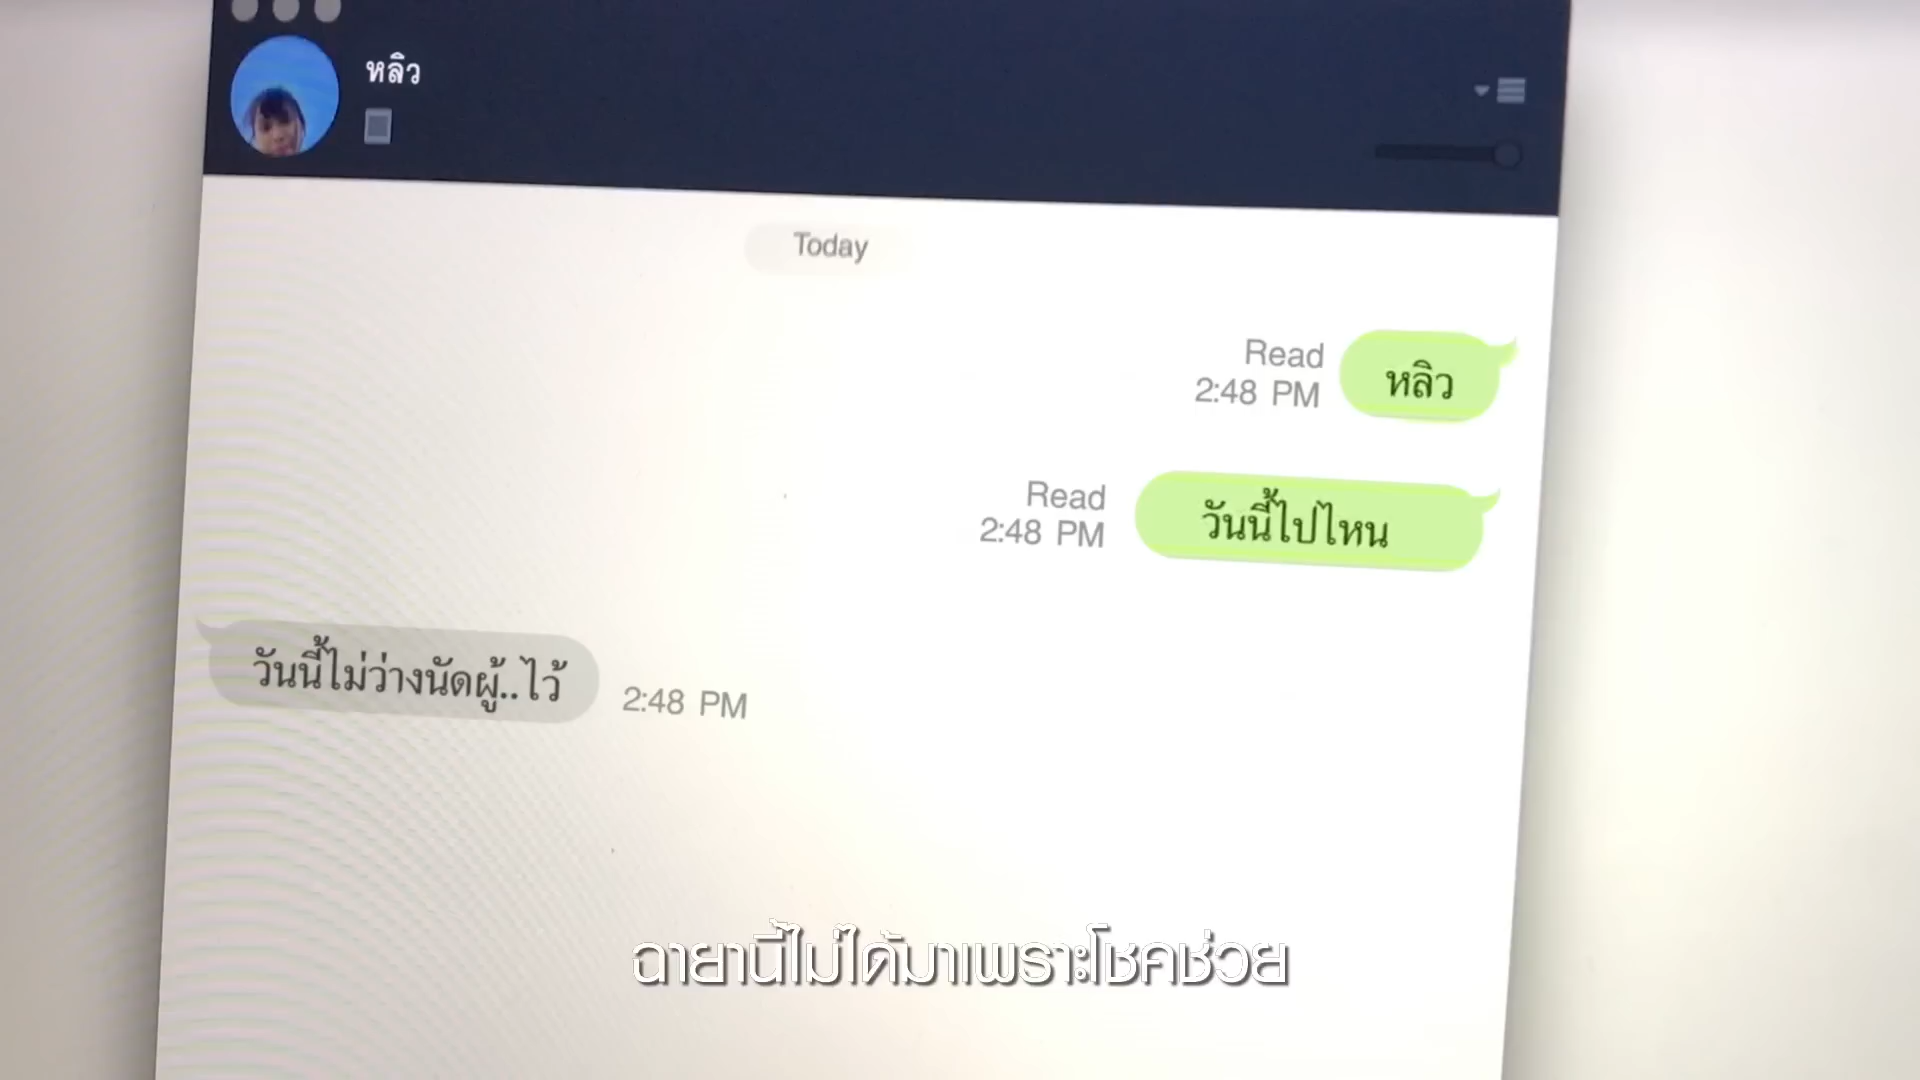 หลิว
Today
Read
2:48 PM
หลิว
Read
2:48 PM
วันนี้ไปไหน
วันนี้ไม่ว่างนัดผู้..ไว้
2:48 PM
ฉายานี้ไม่ได้มาเพราะโชคช่วย